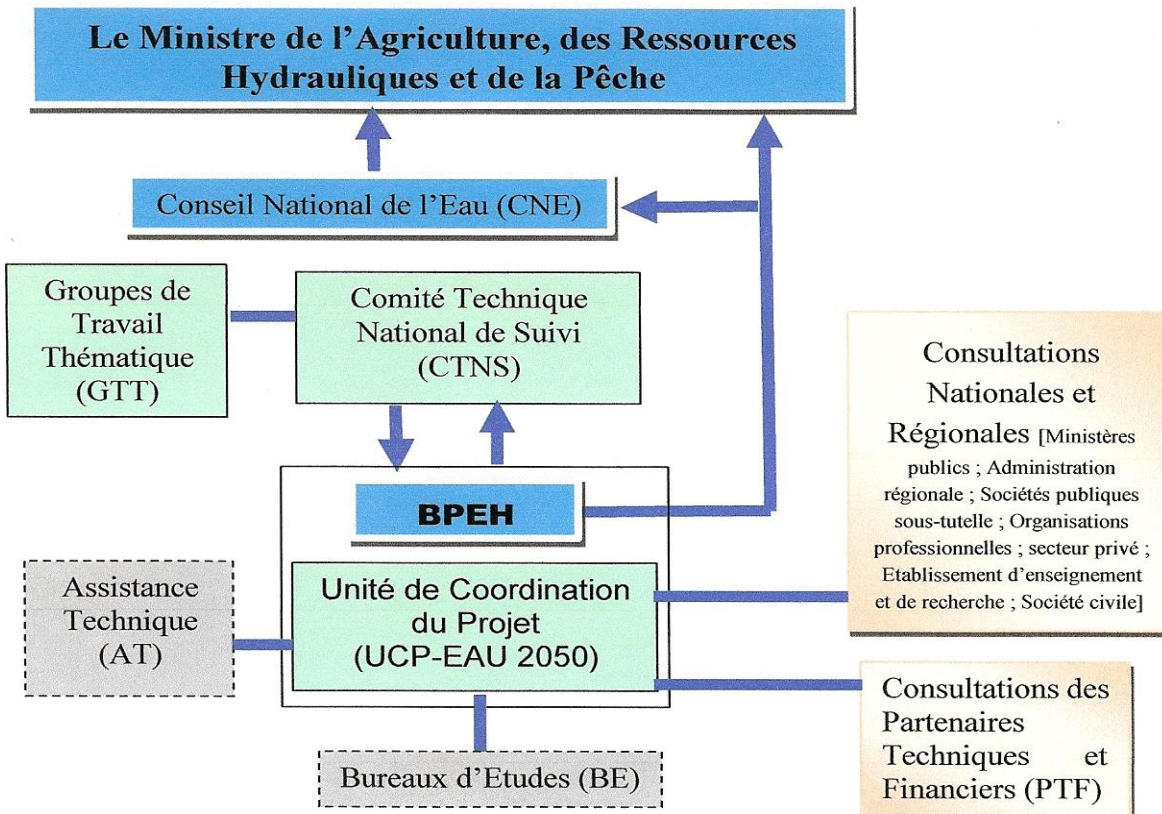 Le Ministre de l'Agriculture, des Ressources
Hydrauliques et de la Pêche
Conseil National de l'Eau (CNE)
Groupes de
Travail
Thématique
(GTT)
Comité Technique
National de Suivi
(CTNS)
Consultations
Nationales et
Régionales [Ministères
publics ; Administration
régionale ; Sociétés publiques
sous-tutelle ; Organisations
professionnelles ; secteur privé ;
Etablissement d'enseignement
et de recherche ; Société civile]
BPEH
Assistance
Technique
(AT)
Unité de Coordination
du Projet
(UCP-EAU 2050)
Consultations des
Partenaires
Techniques et
Financiers (PTF)
Bureaux d'Etudes (BE)